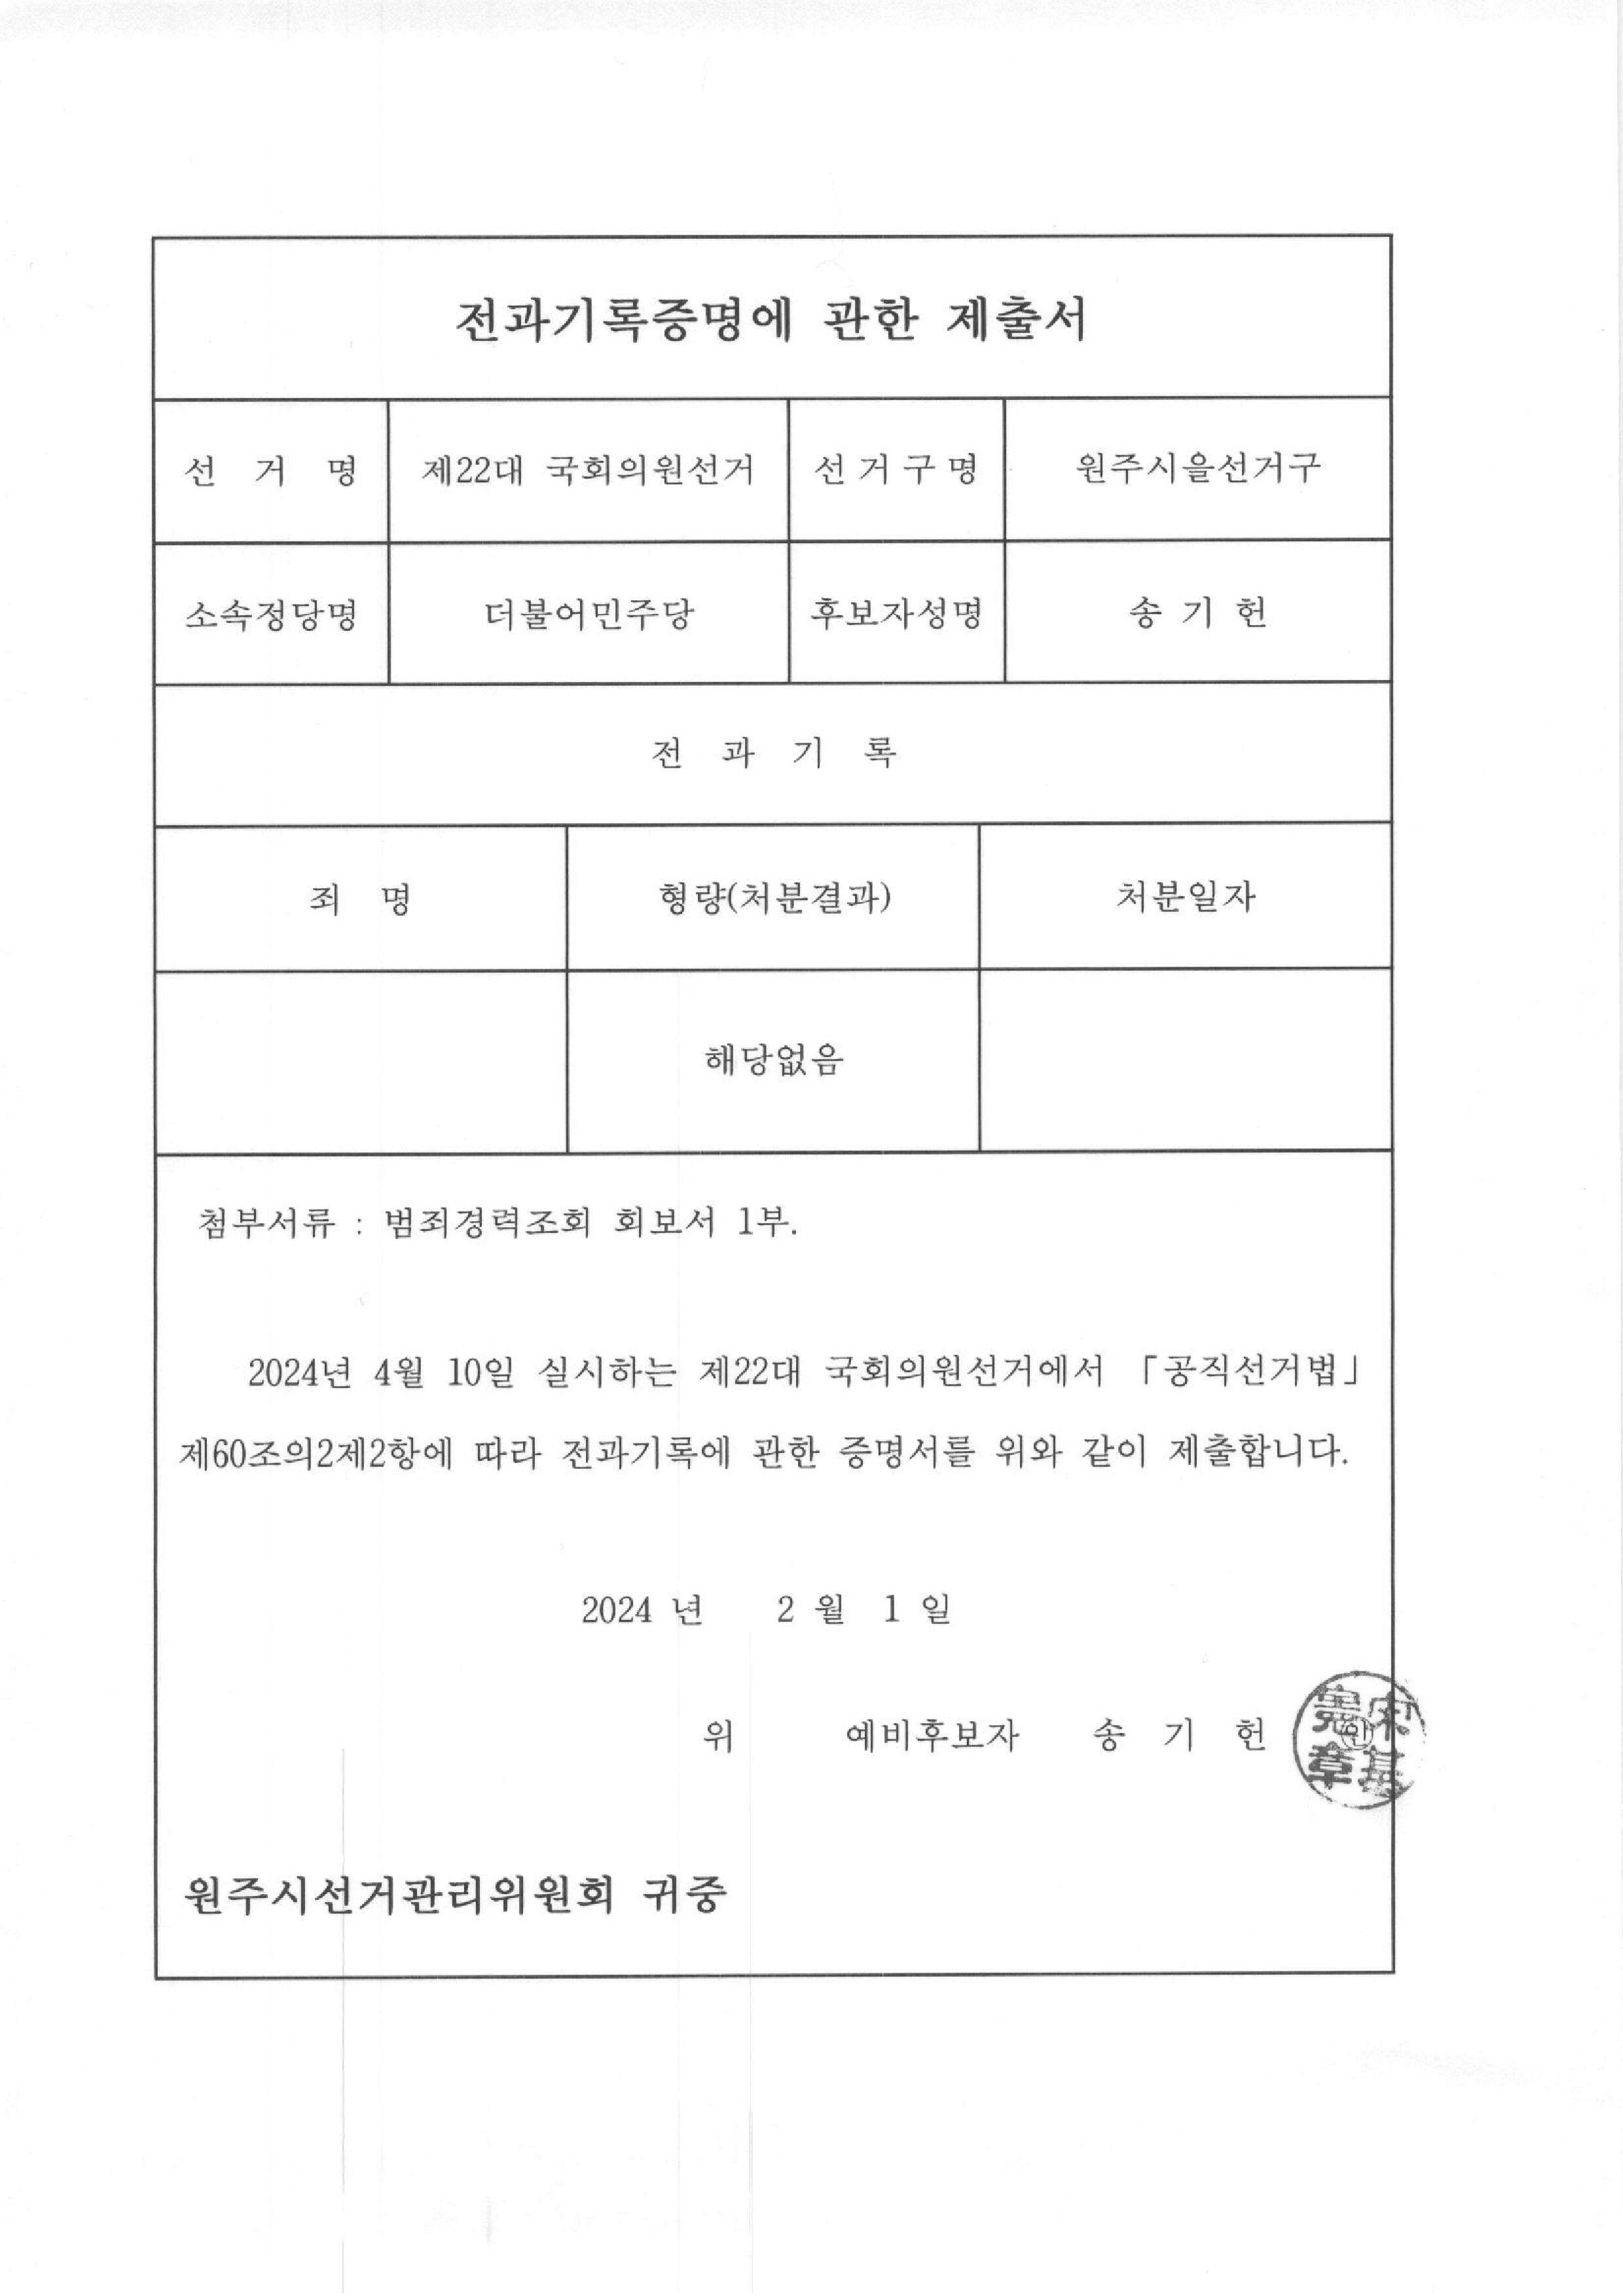 전과기록증명에 관한 제출서
선 거 명 제22대 국회의원선거 선거구명 원주시을선거구
소속정당명 더불어민주당 후보자성명 송 기 헌
전 과 기 록
죄 명 형량(처분결과) 처분일자
해당없음
첨부서류 : 범죄경력조회 회보서 1부.
2024년 4월 10일 실시하는 제22대 국회의원선거에서 「공직선거법」
제60조의2제2항에 따라 전과기록에 관한 증명서를 위와 같이 제출합니다.
2024 년 2 월 1 일
위 예비후보자 송 기 헌 ㊞
宋基憲章
원주시선거관리위원회 귀중